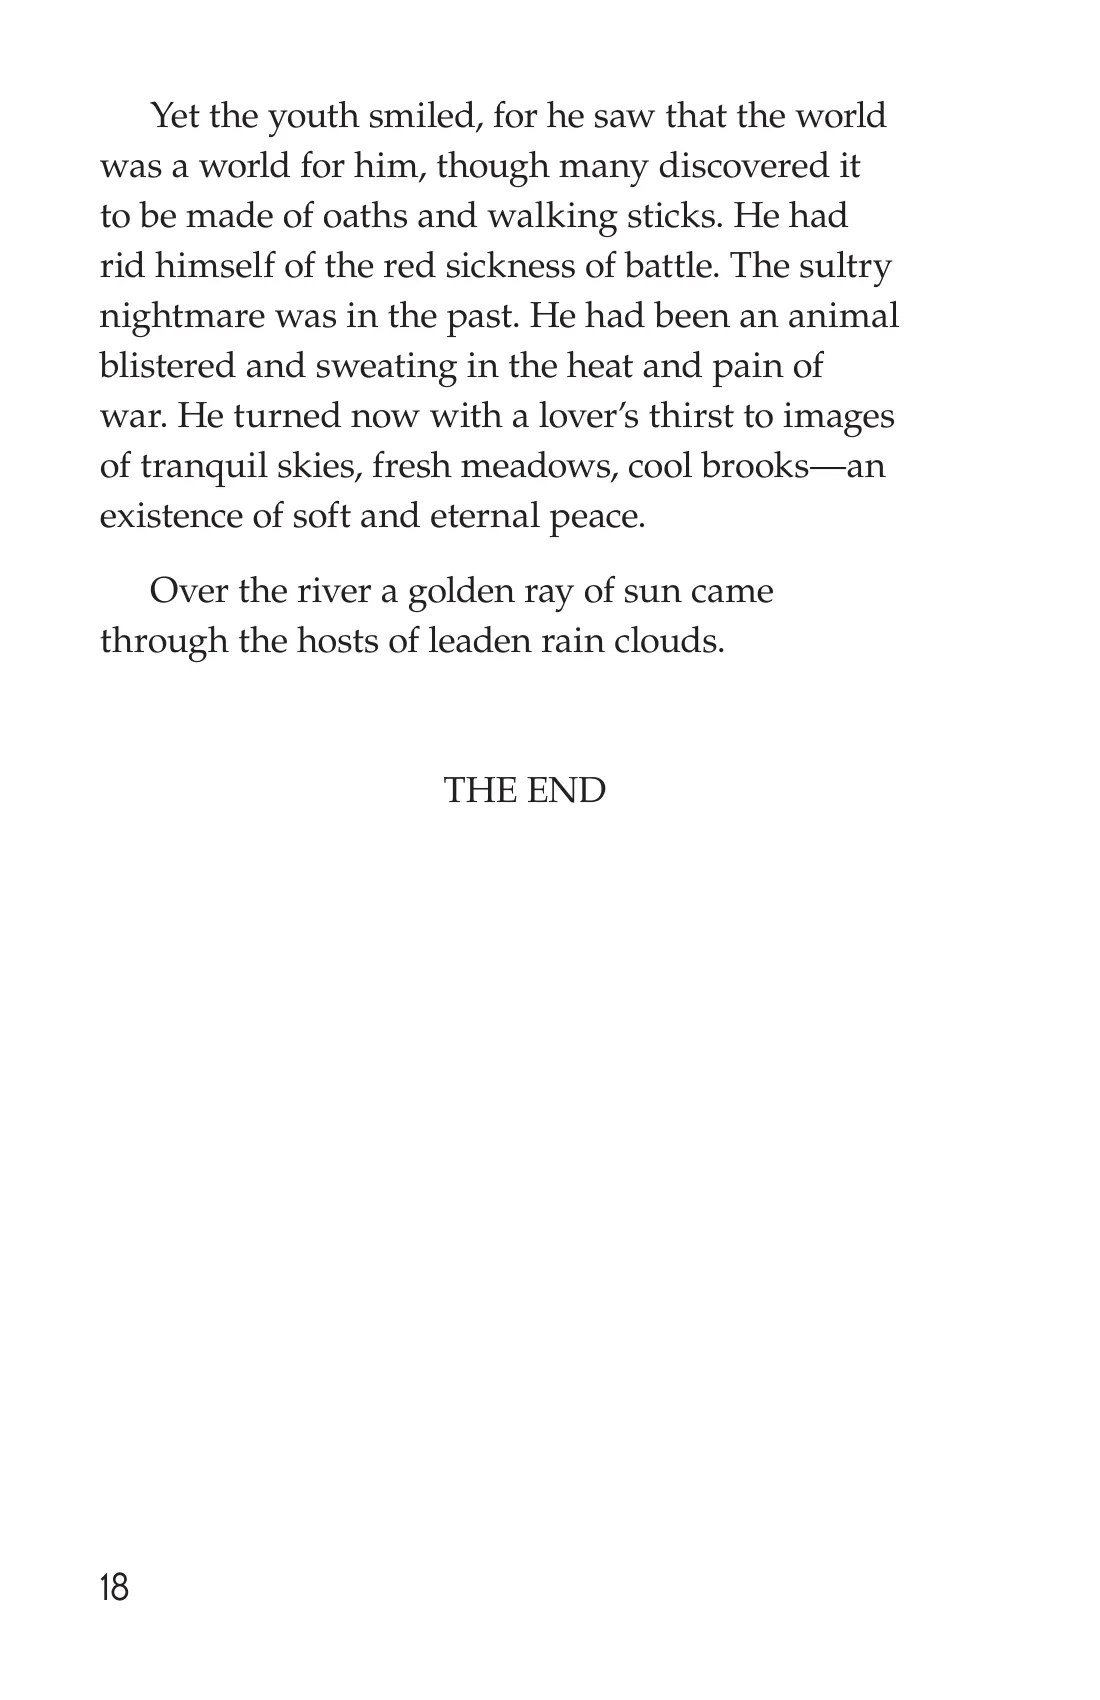 Yet the youth smiled, for he saw that the world
was a world for him, though many discovered it
to be made of oaths and walking sticks. He had
rid himself of the red sickness of battle. The sultry
nightmare was in the past. He had been an animal
blistered and sweating in the heat and pain of
war. He turned now with a lover’s thirst to images
of tranquil skies, fresh meadows, cool brooks—an
existence of soft and eternal peace.
Over the river a golden ray of sun came
through the hosts of leaden rain clouds.
THE END
18